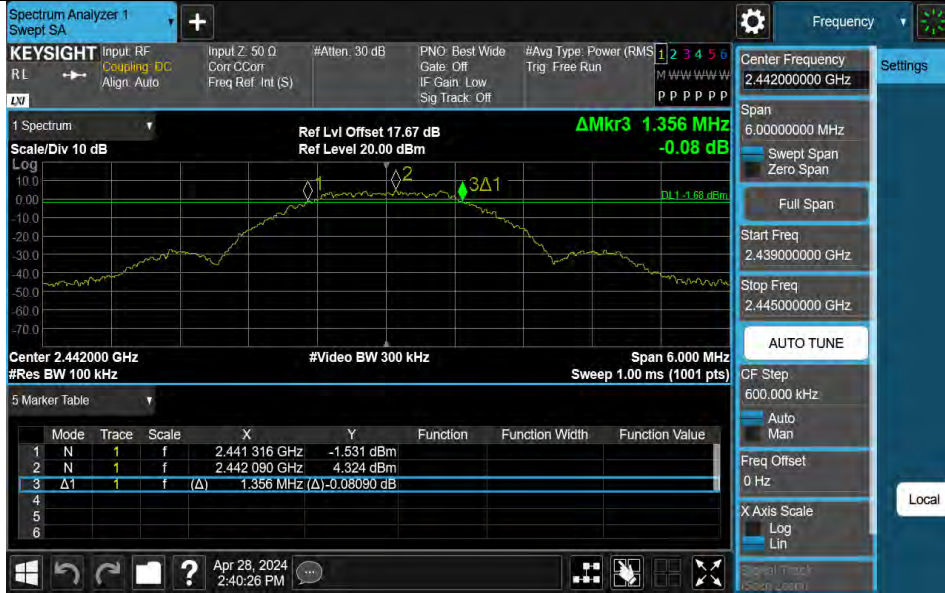 Spectrum Analyzer 1
Swept SA
+
Frequency
KEYSIGHT
Input: RF
Coupling: DC
Align: Auto
Input Z: 50 Ω
Corr CCorr
Freq Ref: Int (S)
#Atten: 30 dB
PNO: Best Wide
Gate: Off
IF Gain: Low
Sig Track: Off
#Avg Type: Power (RMS
Trig: Free Run
1 2 3 4 5 6
M W W W W W
P P P P P P
R L
LXI
1 Spectrum
Scale/Div 10 dB
Ref Lvl Offset 17.67 dB
Ref Level 20.00 dBm
ΔMkr3 1.356 MHz
-0.08 dB
Log
10.0
0.00
-10.0
-20.0
-30.0
-40.0
-50.0
-60.0
-70.0
1
2
3Δ1
DL1 -1.68 dBm
Center 2.442000 GHz
#Video BW 300 kHz
Span 6.000 MHz
#Res BW 100 kHz
Sweep 1.00 ms (1001 pts)
5 Marker Table
Mode Trace Scale X Y Function Function Width Function Value
1 N 1 f 2.441 316 GHz -1.531 dBm
2 N 1 f 2.442 090 GHz 4.324 dBm
3 Δ1 1 f (Δ) 1.356 MHz (Δ) -0.08090 dB
4
5
6
?
Apr 28, 2024
2:40:26 PM
Center Frequency
2.442000000 GHz
Settings
Span
6.00000000 MHz
Swept Span
Zero Span
Full Span
Start Freq
2.439000000 GHz
Stop Freq
2.445000000 GHz
AUTO TUNE
CF Step
600.000 kHz
Auto
Man
Freq Offset
0 Hz
X Axis Scale
Log
Lin
Local
Signal Track
(Span Zoom)